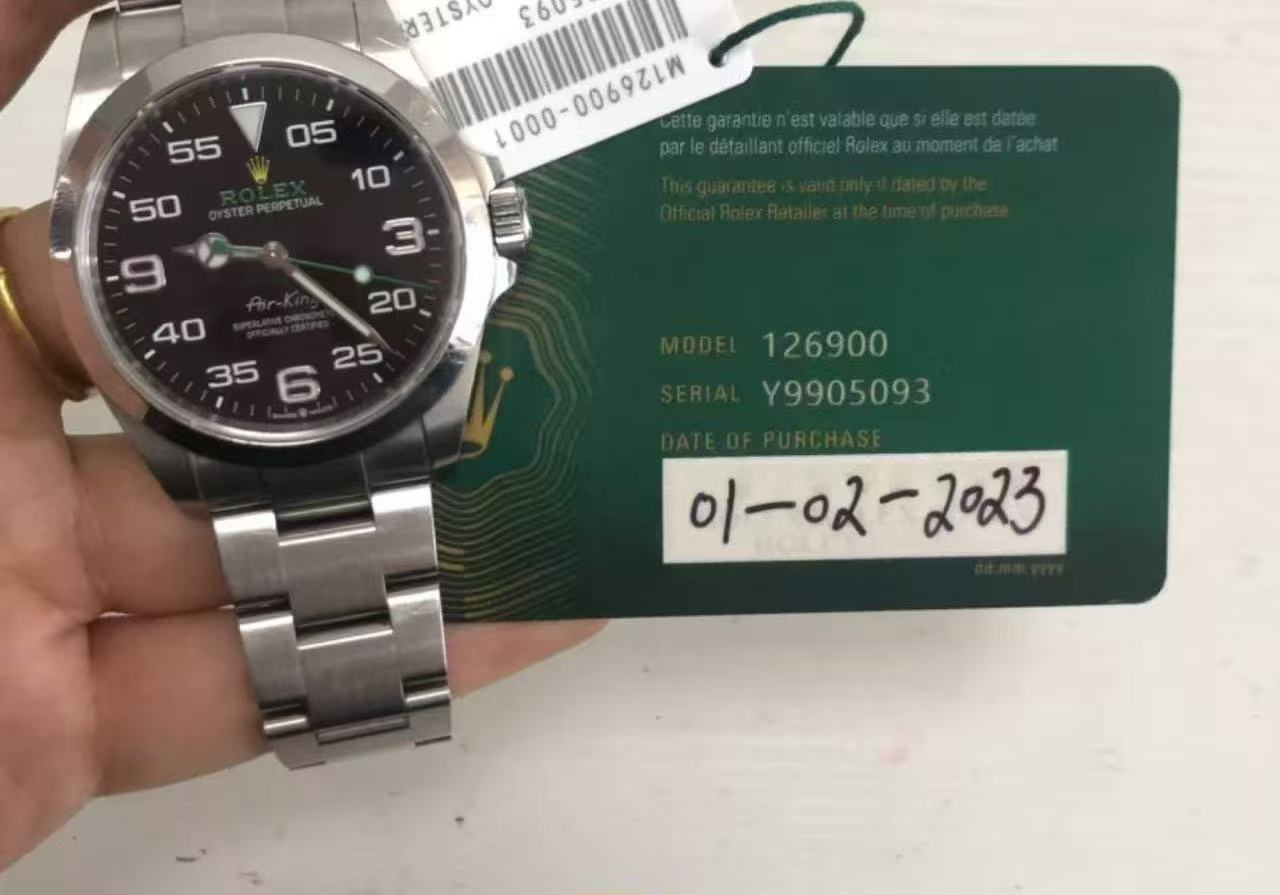 OYSTER
5093
M126900-0001
55
05
50
10
ROLEX
OYSTER PERPETUAL
3
9
Air-King
20
SUPERLATIVE CHRONOMETER
OFFICIALLY CERTIFIED
40
25
35
6
Cette garantie n'est valable que si elle est datée
par le détaillant officiel Rolex au moment de l'achat
This guarantee is valid only if dated by the
Official Rolex Retailer at the time of purchase
MODEL 126900
SERIAL Y9905093
DATE OF PURCHASE
01-02-2023
dd.mm.yyyy